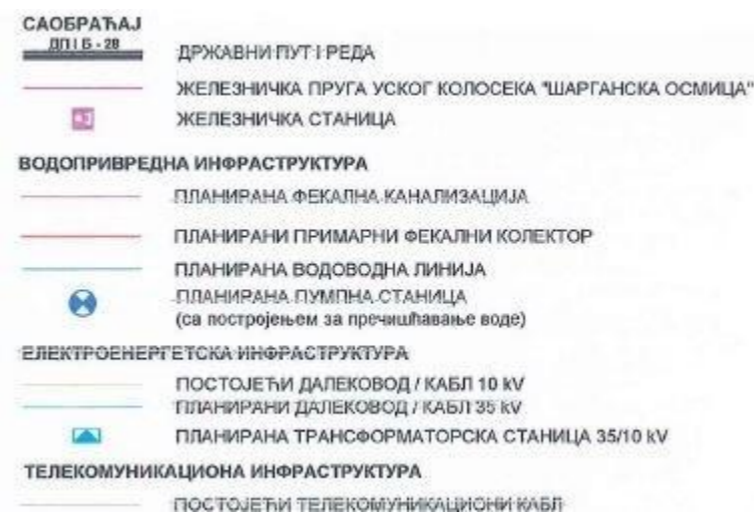 САОБРАЋАЈ
ДП I Б - 28
ДРЖАВНИ ПУТ I РЕДА
ЖЕЛЕЗНИЧКА ПРУГА УСКОГ КОЛОСЕКА "ШАРГАНСКА ОСМИЦА"
ЖЕЛЕЗНИЧКА СТАНИЦА
ВОДОПРИВРЕДНА ИНФРАСТРУКТУРА
ПЛАНИРАНА ФЕКАЛНА КАНАЛИЗАЦИЈА
ПЛАНИРАНИ ПРИМАРНИ ФЕКАЛНИ КОЛЕКТОР
ПЛАНИРАНА ВОДОВОДНА ЛИНИЈА
ПЛАНИРАНА ПУМПНА СТАНИЦА
(са постројењем за пречишћавање воде)
ЕЛЕКТРОЕНЕРГЕТСКА ИНФРАСТРУКТУРА
ПОСТОЈЕЋИ ДАЛЕКОВОД / КАБЛ 10 kV
ПЛАНИРАНИ ДАЛЕКОВОД / КАБЛ 35 kV
ПЛАНИРАНА ТРАНСФОРМАТОРСКА СТАНИЦА 35/10 kV
ТЕЛЕКОМУНИКАЦИОНА ИНФРАСТРУКТУРА
ПОСТОЈЕЋИ ТЕЛЕКОМУНИКАЦИОНИ КАБЛ